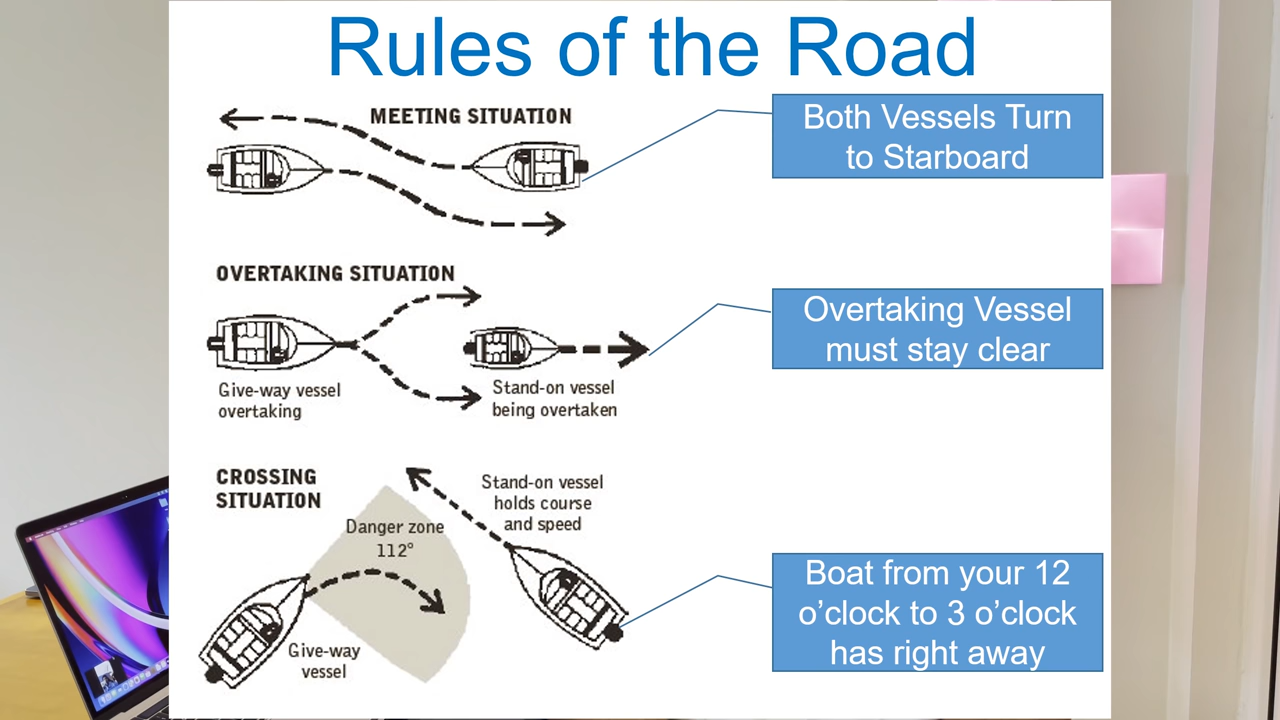 Rules of the Road
MEETING SITUATION
Both Vessels Turn
to Starboard
OVERTAKING SITUATION
Overtaking Vessel
must stay clear
Give-way vessel
overtaking
Stand-on vessel
being overtaken
CROSSING
SITUATION
Stand-on vessel
holds course
and speed
Danger zone
112°
Boat from your 12
o’clock to 3 o’clock
has right away
Give-way
vessel